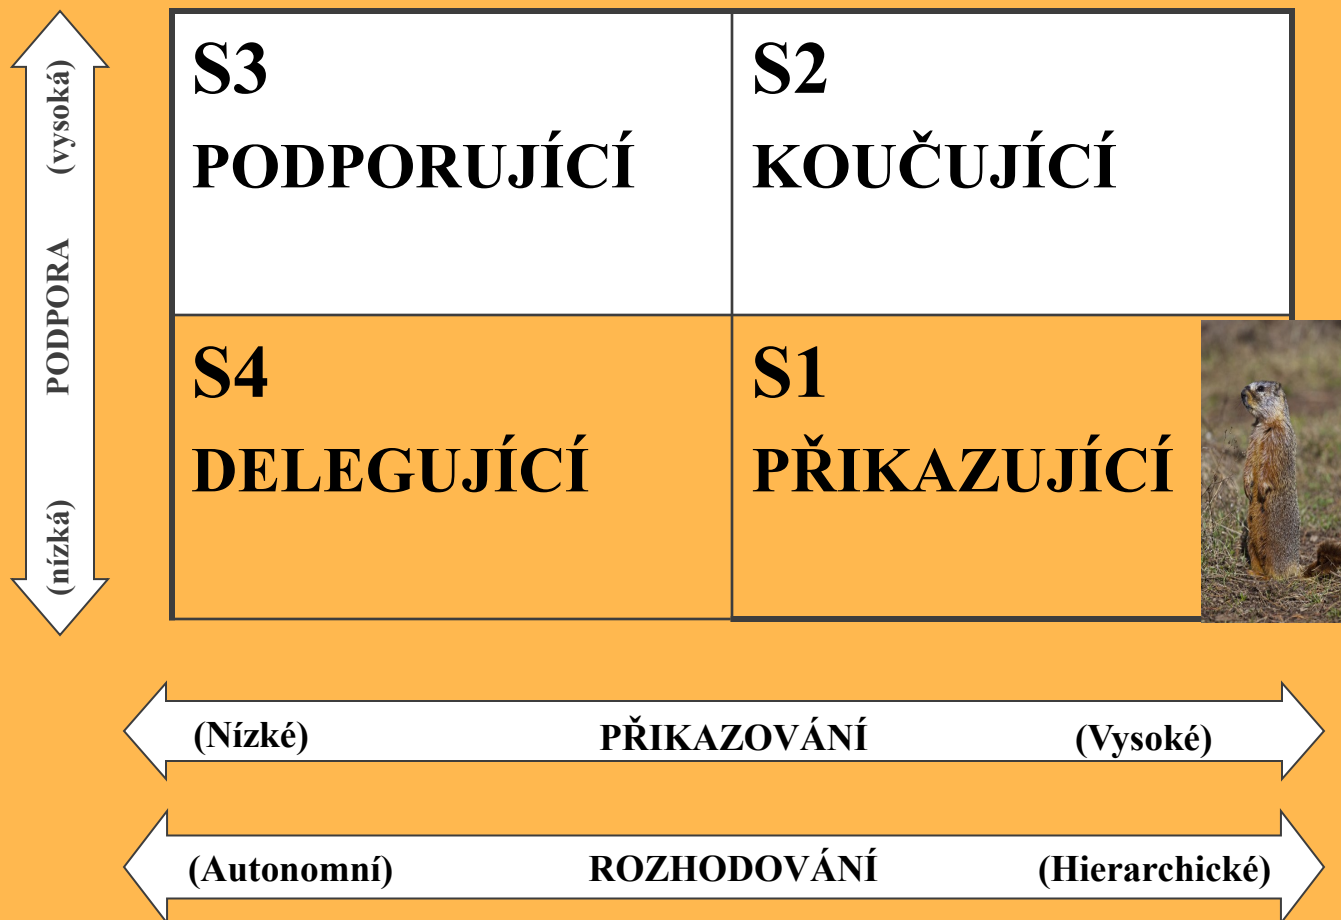 S3
PODPORUJÍCÍ
S2
KOUČUJÍCÍ
S4
DELEGUJÍCÍ
S1
PŘIKAZUJÍCÍ
(vysoká)
PODPORA
(nízká)
(Nízké) PŘIKAZOVÁNÍ (Vysoké)
(Autonomní) ROZHODOVÁNÍ (Hierarchické)